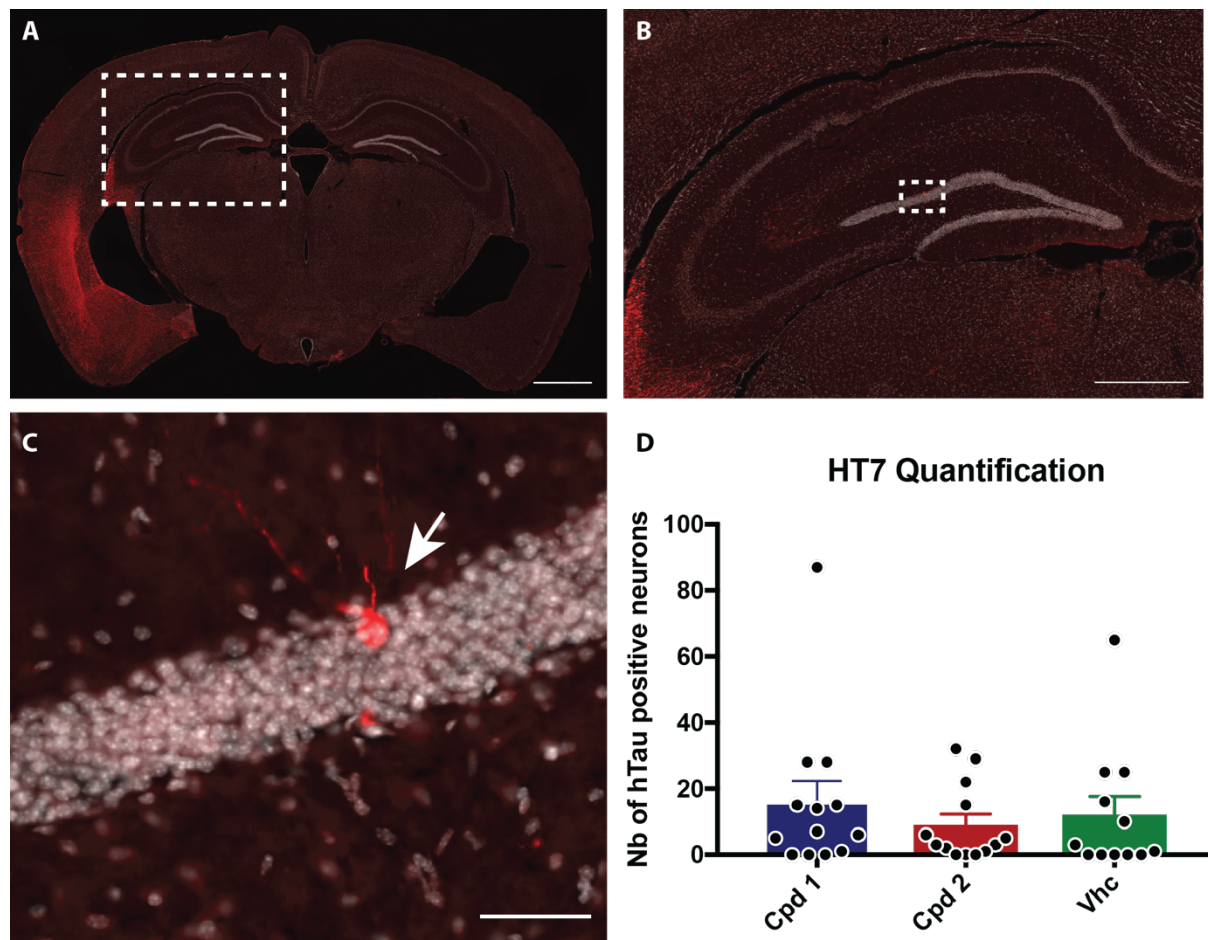 A
B
C
D
HT7 Quantification
Nb of hTau positive neurons
100
80
60
40
20
0
Cpd 1
Cpd 2
Vhc